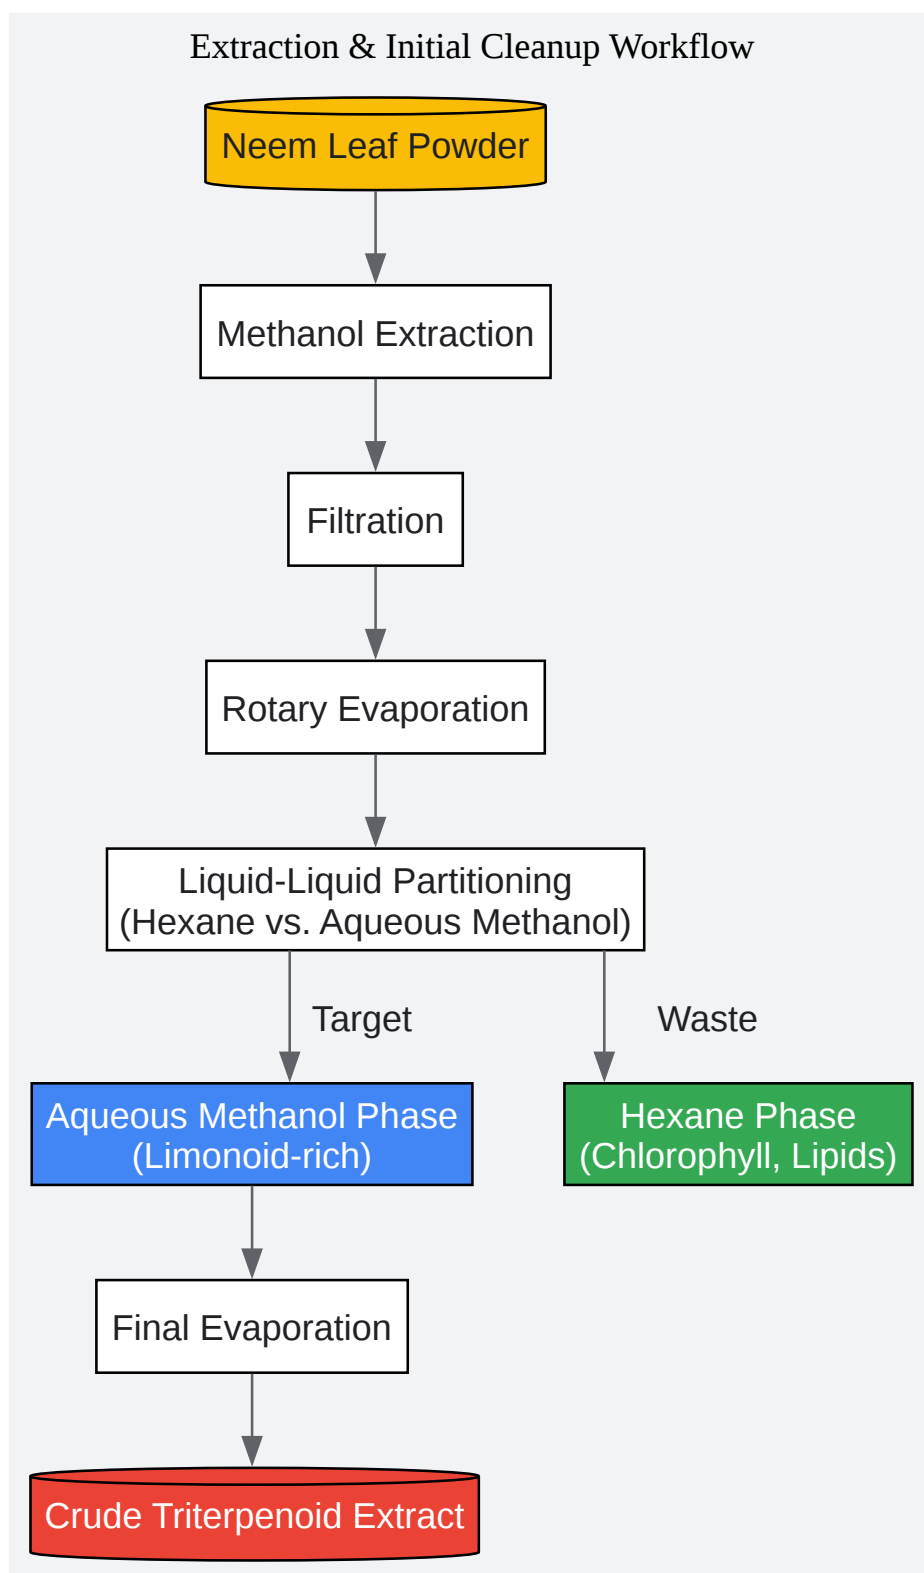 Extraction & Initial Cleanup Workflow
Neem Leaf Powder
Methanol Extraction
Filtration
Rotary Evaporation
Liquid-Liquid Partitioning
(Hexane vs. Aqueous Methanol)
Target
Waste
Aqueous Methanol Phase
(Limonoid-rich)
Hexane Phase
(Chlorophyll, Lipids)
Final Evaporation
Crude Triterpenoid Extract